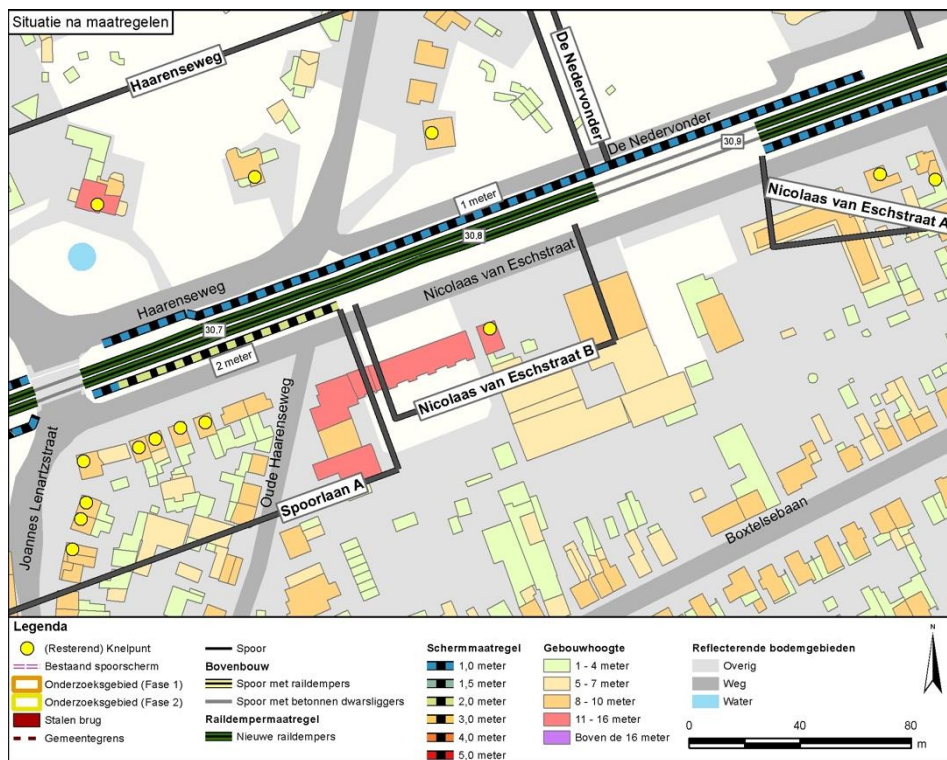 Situatie na maatregelen
Haarenseweg
De Nedervonder
De Nedervonder
30,9
1 meter
30,8
Nicolaas van Eschstraat A
Nicolaas van Eschstraat
Haarenseweg
30,7
2 meter
Nicolaas van Eschstraat B
Oude Haarenseweg
Joannes Lenartzstraat
Spoorlaan A
Boxtelsebaan
Legenda
(Resterend) Knelpunt
Bestaand spoorscherm
Onderzoeksgebied (Fase 1)
Onderzoeksgebied (Fase 2)
Stalen brug
Gemeentegrens
Spoor
Bovenbouw
Spoor met raildempers
Spoor met betonnen dwarsliggers
Raildempermaatregel
Nieuwe raildempers
Schermmaatregel
1,0 meter
1,5 meter
2,0 meter
3,0 meter
4,0 meter
5,0 meter
Gebouwhoogte
1 - 4 meter
5 - 7 meter
8 - 10 meter
11 - 16 meter
Boven de 16 meter
Reflecterende bodemgebieden
Overig
Weg
Water
N
0 40 80
m